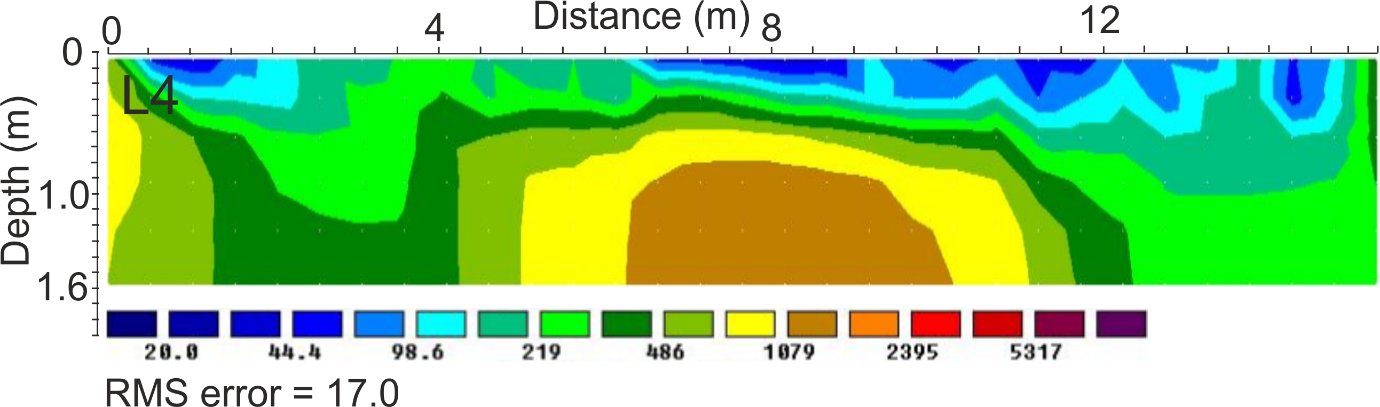 Distance (m)
0 4 8 12
0
L4
Depth (m)
1.0
1.6
20.0 44.4 98.6 219 486 1079 2395 5317
RMS error = 17.0